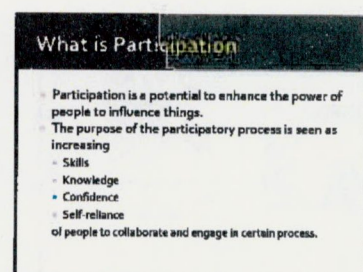 What is Participation
Participation is a potential to enhance the power of
people to influence things.
The purpose of the participatory process is seen as
increasing
Skills
Knowledge
Confidence
Self-reliance
of people to collaborate and engage in certain process.